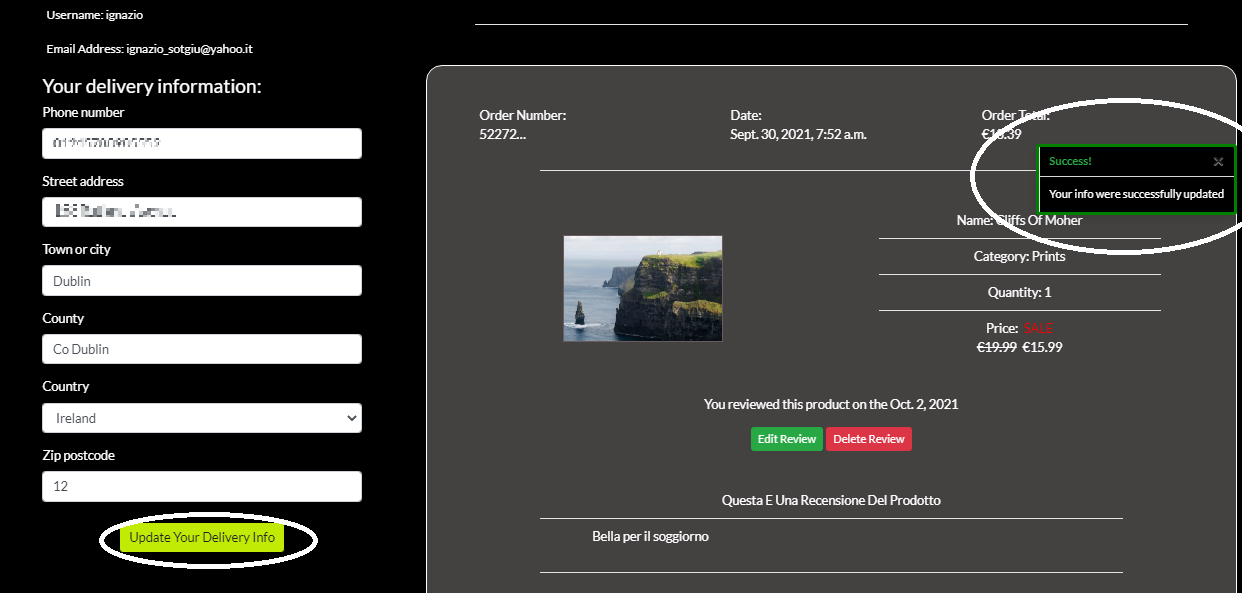 Username: ignazio
Email Address: ignazio_sotgiu@yahoo.it
Your delivery information:
Phone number
Street address
Town or city
Dublin
County
Co Dublin
Country
Ireland
Zip postcode
12
Update Your Delivery Info
Order Number:
52272...
Date:
Sept. 30, 2021, 7:52 a.m.
Order Total:
Success!
×
Your info were successfully updated
Name: Cliffs Of Moher
Category: Prints
Quantity: 1
Price: SALE
€19.99 €15.99
You reviewed this product on the Oct. 2, 2021
Edit Review
Delete Review
Questa E Una Recensione Del Prodotto
Bella per il soggiorno